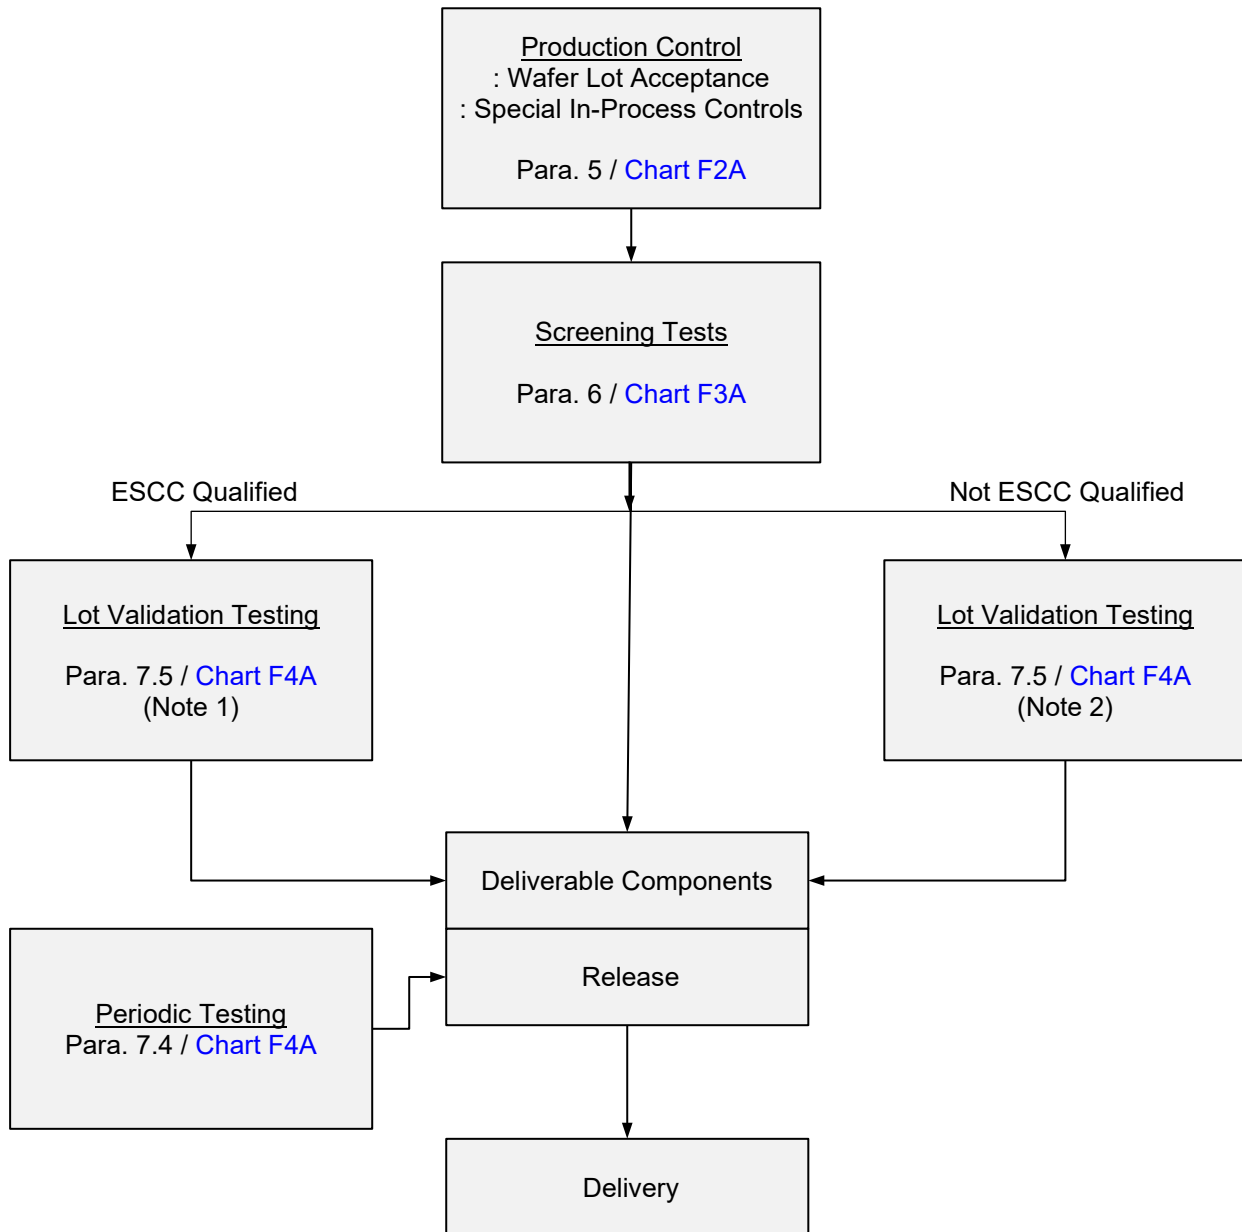 Production Control
: Wafer Lot Acceptance
: Special In-Process Controls
Para. 5 / Chart F2A
Screening Tests
Para. 6 / Chart F3A
ESCC Qualified
Not ESCC Qualified
Lot Validation Testing
Para. 7.5 / Chart F4A
(Note 1)
Lot Validation Testing
Para. 7.5 / Chart F4A
(Note 2)
Deliverable Components
Release
Periodic Testing
Para. 7.4 / Chart F4A
Delivery